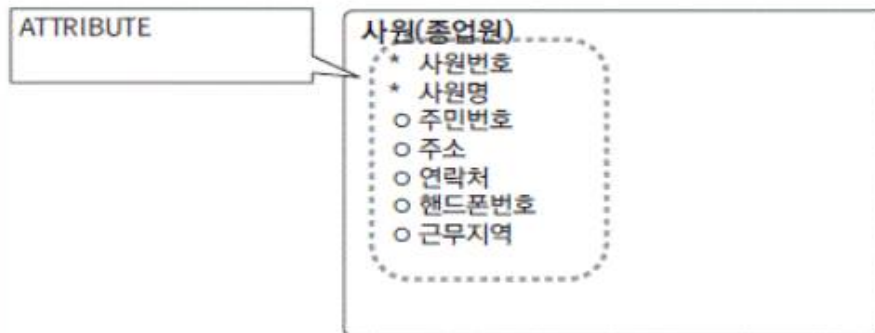 ATTRIBUTE
사원(종업원)
* 사원번호
* 사원명
o 주민번호
o 주소
o 연락처
o 핸드폰번호
o 근무지역